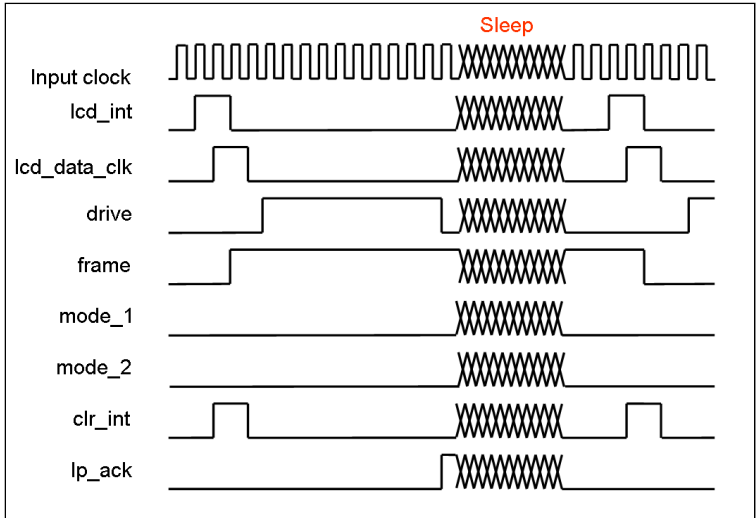 Sleep
Input clock
lcd_int
lcd_data_clk
drive
frame
mode_1
mode_2
clr_int
lp_ack